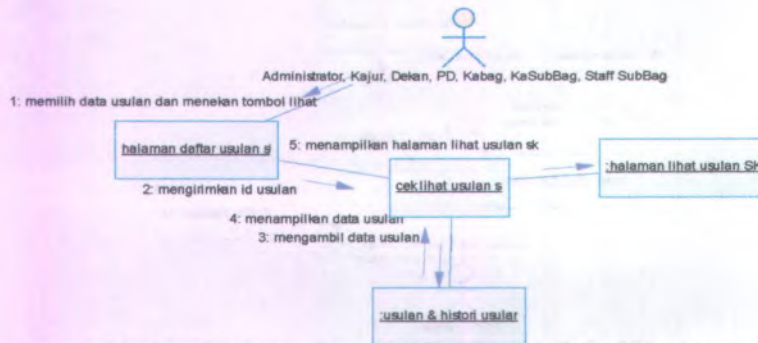 Administrator, Kajur, Dekan, PD, Kabag, KaSubBag, Staff SubBag
1: memilih data usulan dan menekan tombol lihat
halaman daftar usulan s
5: menampilkan halaman lihat usulan sk
:halaman lihat usulan SK
2: mengirimkan id usulan
cek lihat usulan s
4: menampilkan data usulan
3: mengambil data usulan
:usulan & histori usular